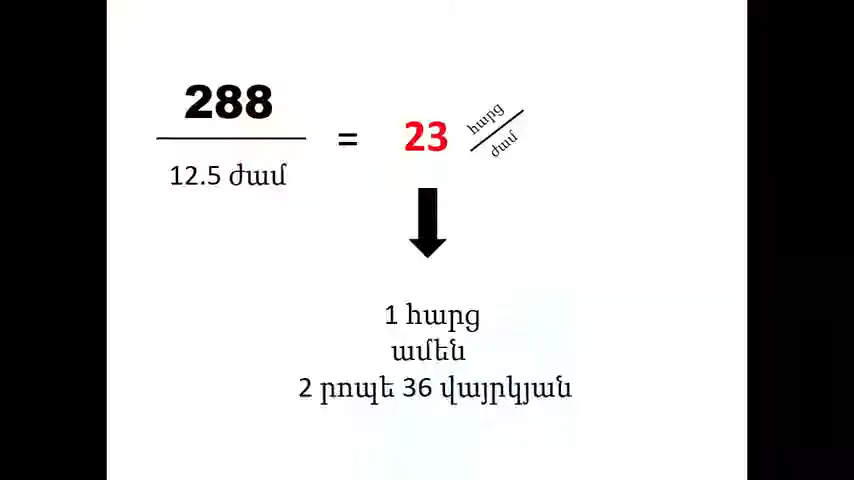 288
12.5 ժամ
=
23
հարց
ժամ
1 հարց
ամեն
2 րոպե 36 վայրկյան